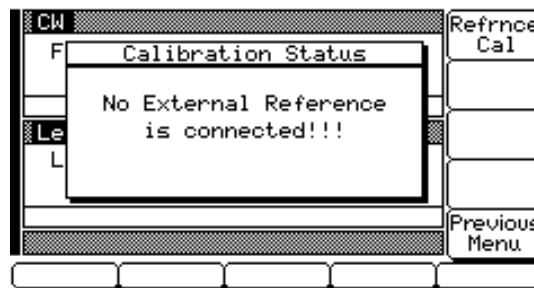 CW
F
Calibration Status
No External Reference
is connected!!!
Le
L
Refrnce
Cal
Previous
Menu